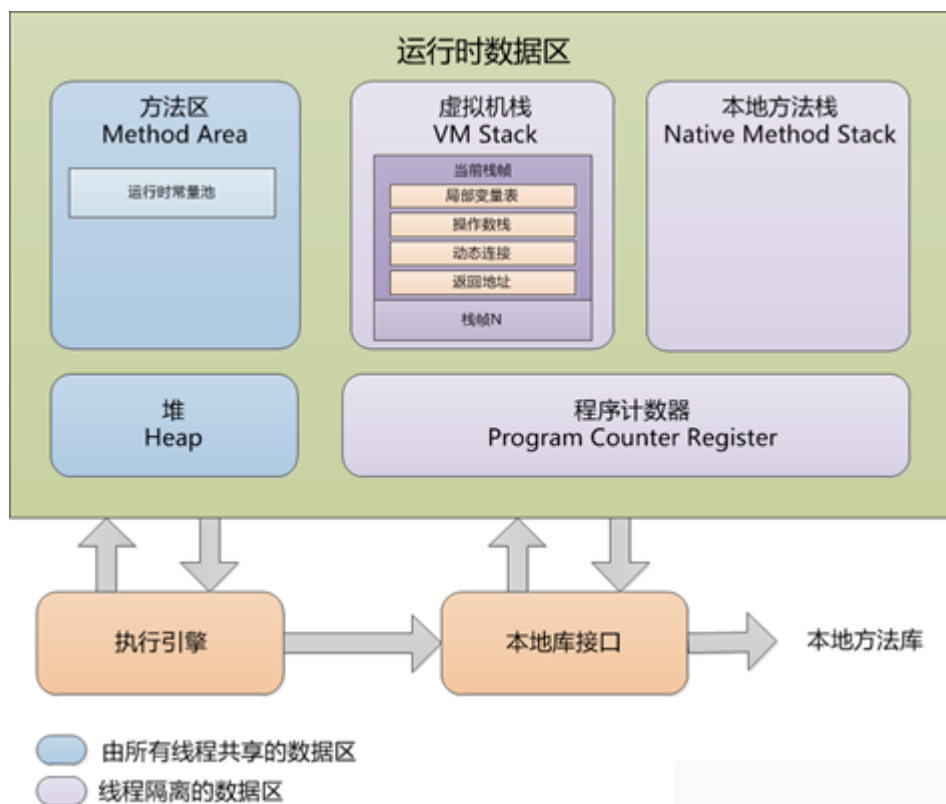 运行时数据区
方法区
Method Area
运行时常量池
虚拟机栈
VM Stack
当前栈帧
局部变量表
操作数栈
动态连接
返回地址
栈帧N
本地方法栈
Native Method Stack
堆
Heap
程序计数器
Program Counter Register
执行引擎
本地库接口
本地方法库
由所有线程共享的数据区
线程隔离的数据区